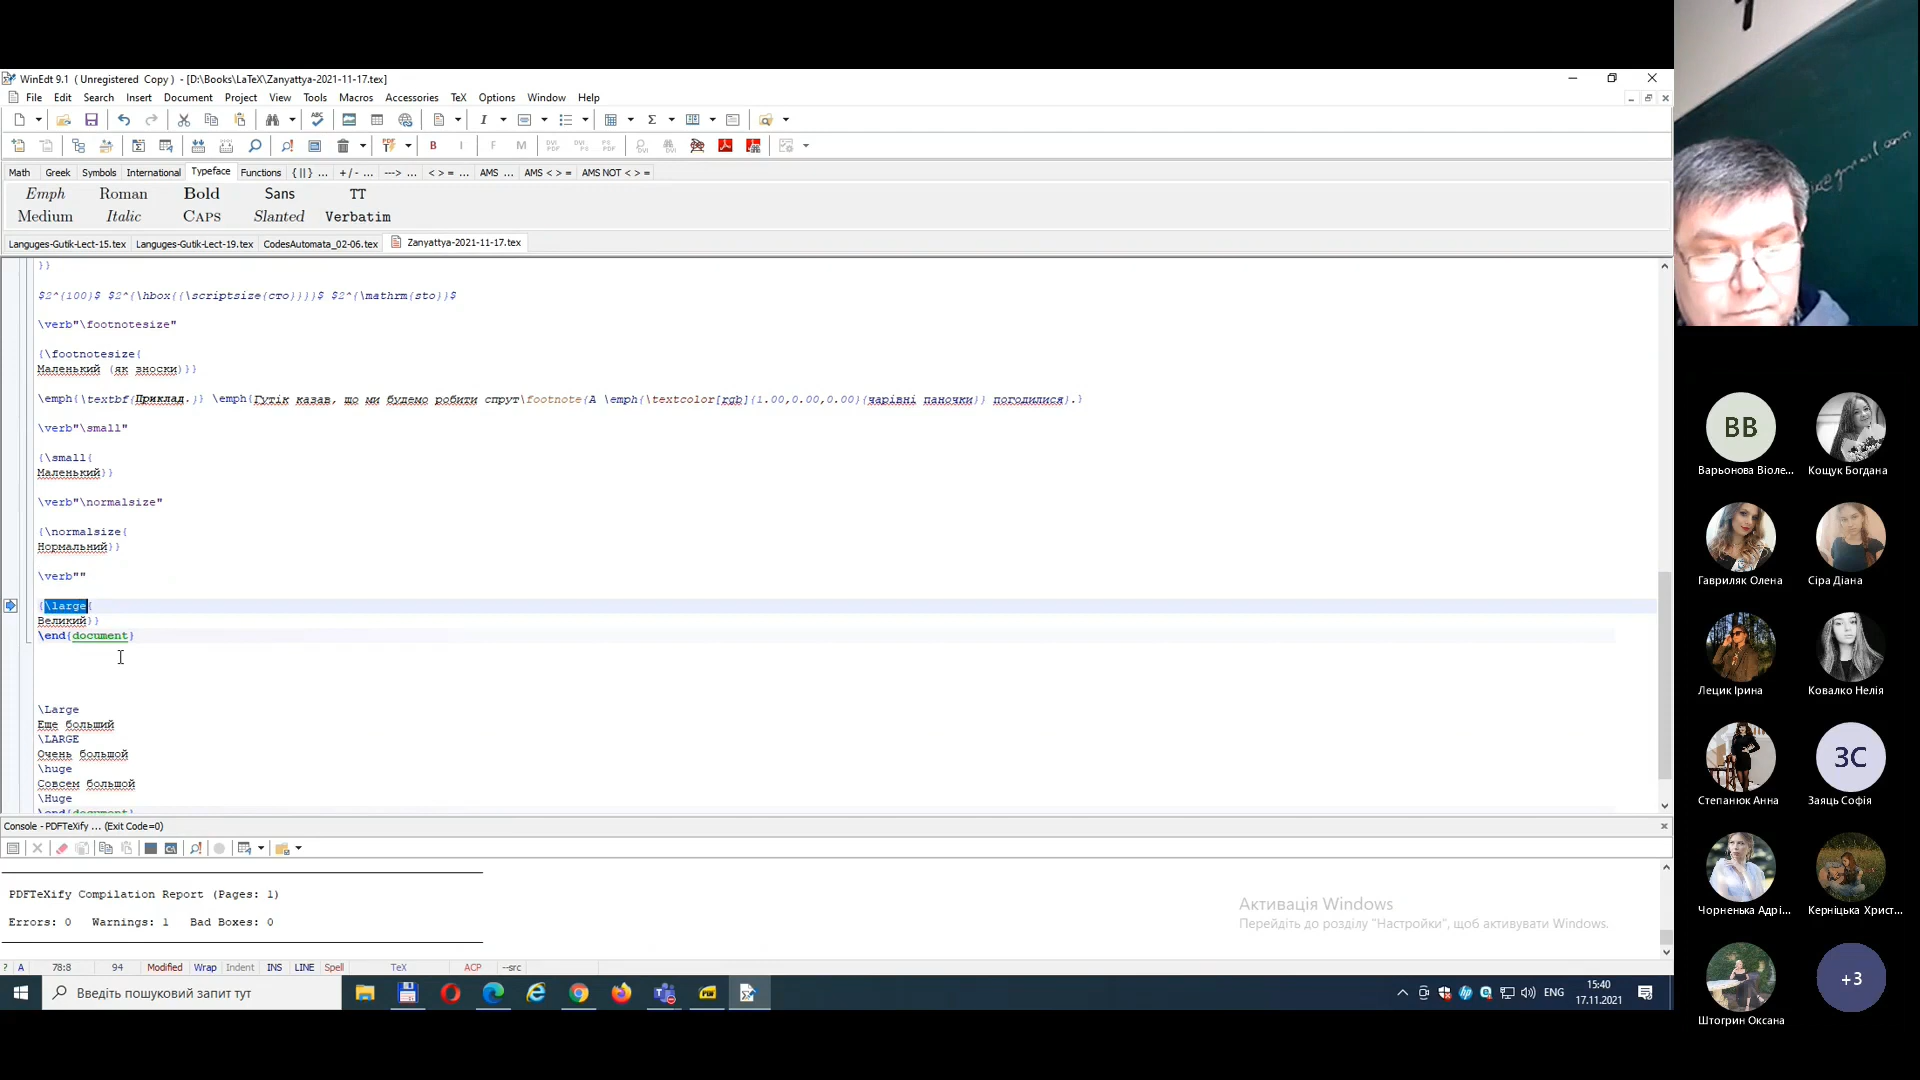 WinEdt 9.1 ( Unregistered Copy ) - [D:\Books\LaTeX\Zanyattya-2021-11-17.tex]
File Edit Search Insert Document Project View Tools Macros Accessories TeX Options Window Help
Math Greek Symbols International Typeface Functions { || } ... + / - ... ---> ... < > = ... AMS ... AMS < > = AMS NOT < > =
Emph Roman Bold Sans TT
Medium Italic CAPS Slanted Verbatim
Languges-Gutik-Lect-15.tex Languges-Gutik-Lect-19.tex CodesAutomata_02-06.tex Zanyattya-2021-11-17.tex
}}
$2^{100}$ $2^{\hbox{{\scriptsize{сто}}}}$ $2^{\mathrm{sto}}$
\verb"\footnotesize"
{\footnotesize{
Маленький (як зноски)}}
\emph{\textbf{Приклад.}} \emph{Гутік казав, що ми будемо робити спрут\footnote{А \emph{\textcolor[rgb]{1.00,0.00,0.00}{чарівні паночки}} погодилися}.}
\verb"\small"
{\small{
Маленький}}
\verb"\normalsize"
{\normalsize{
Нормальний}}
\verb""
{\large{
Великий}}
\end{document}
\Large
Еще больший
\LARGE
Очень большой
\huge
Совсем большой
\Huge
\end{document}
Console - PDFTeXify ... (Exit Code=0)
PDFTeXify Compilation Report (Pages: 1)
Errors: 0 Warnings: 1 Bad Boxes: 0
Активація Windows
Перейдіть до розділу "Настройки", щоб активувати Windows.
? A 78:8 94 Modified Wrap Indent INS LINE Spell TeX ACP --src
Введіть пошуковий запит тут
ENG
15:40
17.11.2021
ВВ
Варьонова Віоле...
Кощук Богдана
Гавриляк Олена
Сіра Діана
Лецик Ірина
Ковалко Нелія
Степанюк Анна
ЗС
Заяць Софія
Чорненька Адрі...
Керніцька Христ...
Штогрин Оксана
+3